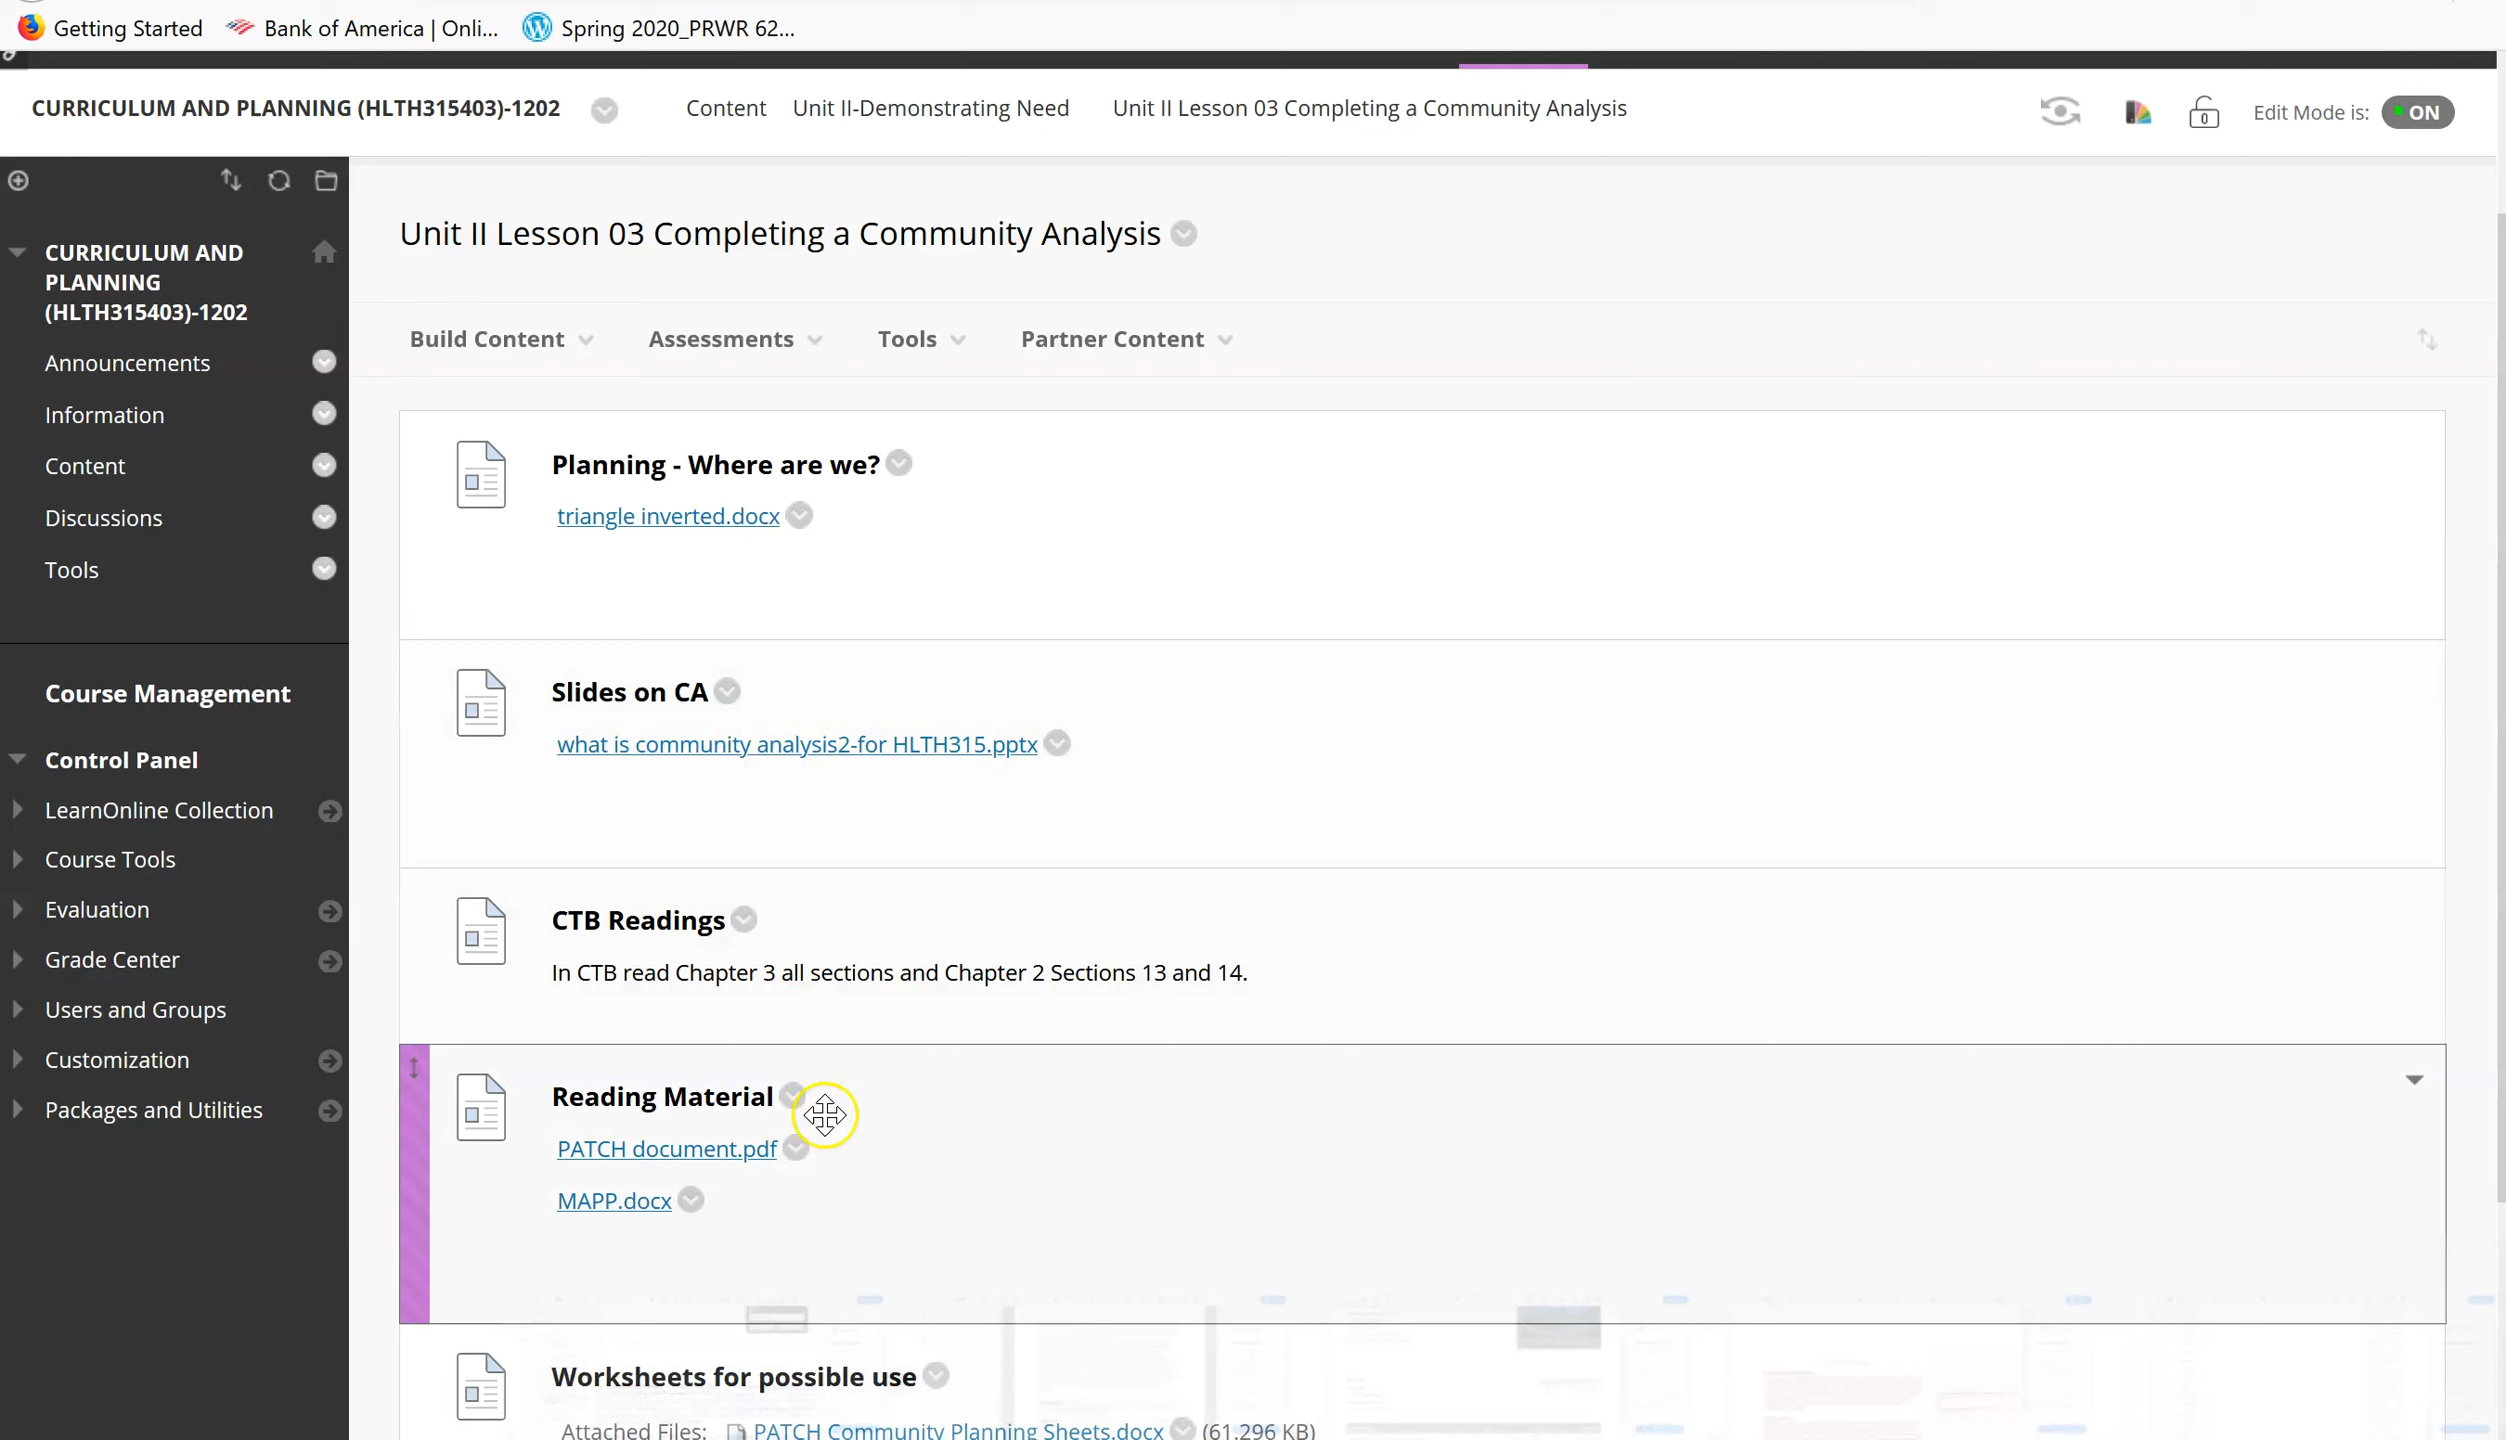 Getting Started Bank of America | Onli... Spring 2020_PRWR 62...
CURRICULUM AND PLANNING (HLTH315403)-1202 Content Unit II-Demonstrating Need Unit II Lesson 03 Completing a Community Analysis 0 Edit Mode is: ON
CURRICULUM AND
PLANNING
(HLTH315403)-1202
Announcements
Information
Content
Discussions
Tools
Course Management
Control Panel
LearnOnline Collection
Course Tools
Evaluation
Grade Center
Users and Groups
Customization
Packages and Utilities
Unit II Lesson 03 Completing a Community Analysis
Build Content Assessments Tools Partner Content
Planning - Where are we?
triangle inverted.docx
Slides on CA
what is community analysis2-for HLTH315.pptx
CTB Readings
In CTB read Chapter 3 all sections and Chapter 2 Sections 13 and 14.
Reading Material
PATCH document.pdf
MAPP.docx
Worksheets for possible use
Attached Files: PATCH Community Planning Sheets.docx (61.296 KB)